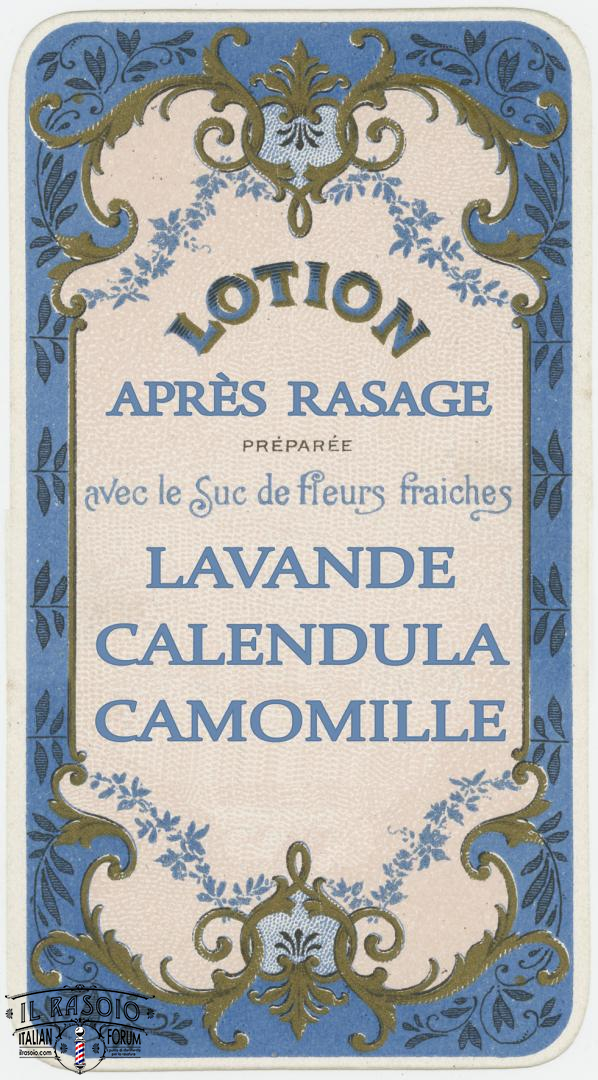 LOTION
APRÈS RASAGE
PRÉPARÉE
avec le Suc de fleurs fraiches
LAVANDE
CALENDULA
CAMOMILLE
IL RASOIO
ITALIAN FORUM
ilrasoio.com